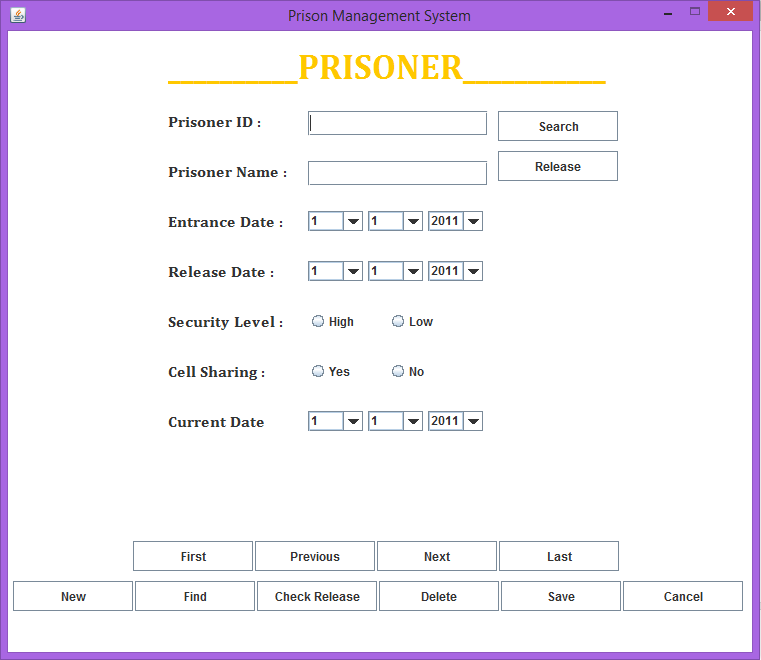 Prison Management System
__________PRISONER___________
Prisoner ID :
Search
Prisoner Name :
Release
Entrance Date : 1 1 2011
Release Date : 1 1 2011
Security Level : High Low
Cell Sharing : Yes No
Current Date 1 1 2011
First Previous Next Last
New Find Check Release Delete Save Cancel